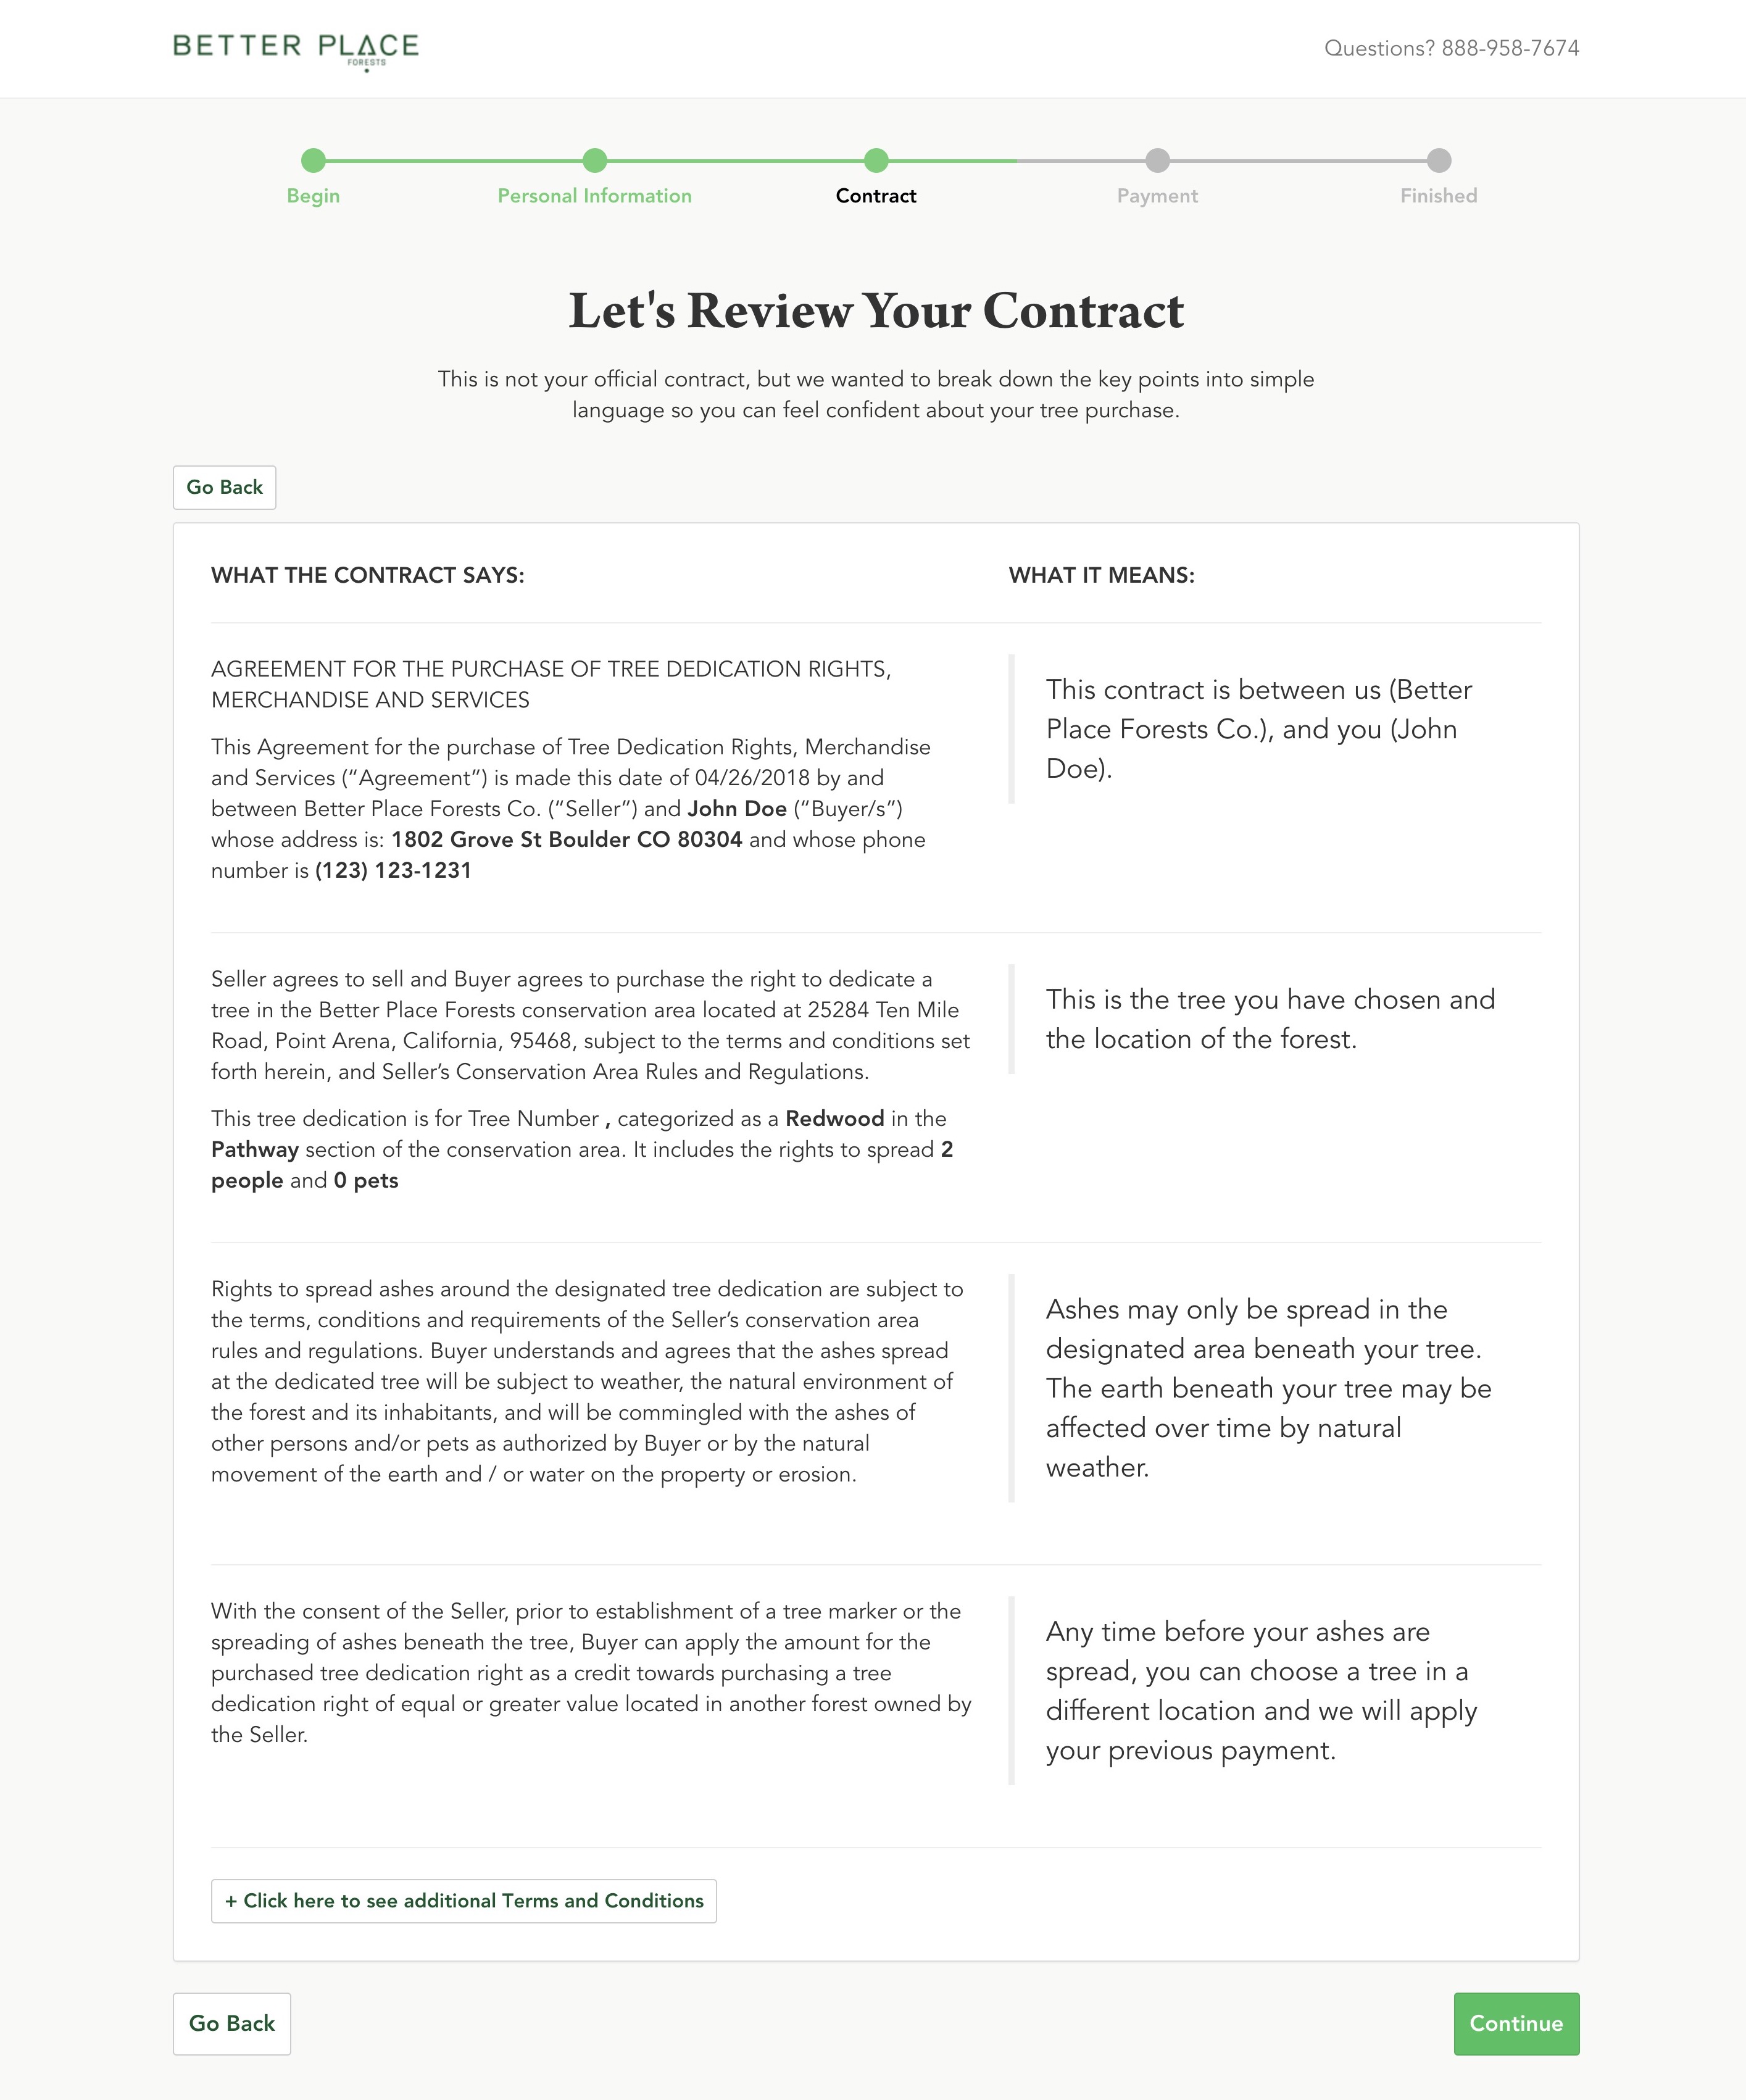 BETTER PLACE
FORESTS
Questions? 888-958-7674
Begin
Personal Information
Contract
Payment
Finished
Let's Review Your Contract
This is not your official contract, but we wanted to break down the key points into simple
language so you can feel confident about your tree purchase.
Go Back
WHAT THE CONTRACT SAYS:
WHAT IT MEANS:
AGREEMENT FOR THE PURCHASE OF TREE DEDICATION RIGHTS,
MERCHANDISE AND SERVICES
This Agreement for the purchase of Tree Dedication Rights, Merchandise
and Services (“Agreement”) is made this date of 04/26/2018 by and
between Better Place Forests Co. (“Seller”) and John Doe (“Buyer/s”)
whose address is: 1802 Grove St Boulder CO 80304 and whose phone
number is (123) 123-1231
This contract is between us (Better
Place Forests Co.), and you (John
Doe).
Seller agrees to sell and Buyer agrees to purchase the right to dedicate a
tree in the Better Place Forests conservation area located at 25284 Ten Mile
Road, Point Arena, California, 95468, subject to the terms and conditions set
forth herein, and Seller’s Conservation Area Rules and Regulations.
This tree dedication is for Tree Number , categorized as a Redwood in the
Pathway section of the conservation area. It includes the rights to spread 2
people and 0 pets
This is the tree you have chosen and
the location of the forest.
Rights to spread ashes around the designated tree dedication are subject to
the terms, conditions and requirements of the Seller’s conservation area
rules and regulations. Buyer understands and agrees that the ashes spread
at the dedicated tree will be subject to weather, the natural environment of
the forest and its inhabitants, and will be commingled with the ashes of
other persons and/or pets as authorized by Buyer or by the natural
movement of the earth and / or water on the property or erosion.
Ashes may only be spread in the
designated area beneath your tree.
The earth beneath your tree may be
affected over time by natural
weather.
With the consent of the Seller, prior to establishment of a tree marker or the
spreading of ashes beneath the tree, Buyer can apply the amount for the
purchased tree dedication right as a credit towards purchasing a tree
dedication right of equal or greater value located in another forest owned by
the Seller.
Any time before your ashes are
spread, you can choose a tree in a
different location and we will apply
your previous payment.
+ Click here to see additional Terms and Conditions
Go Back
Continue